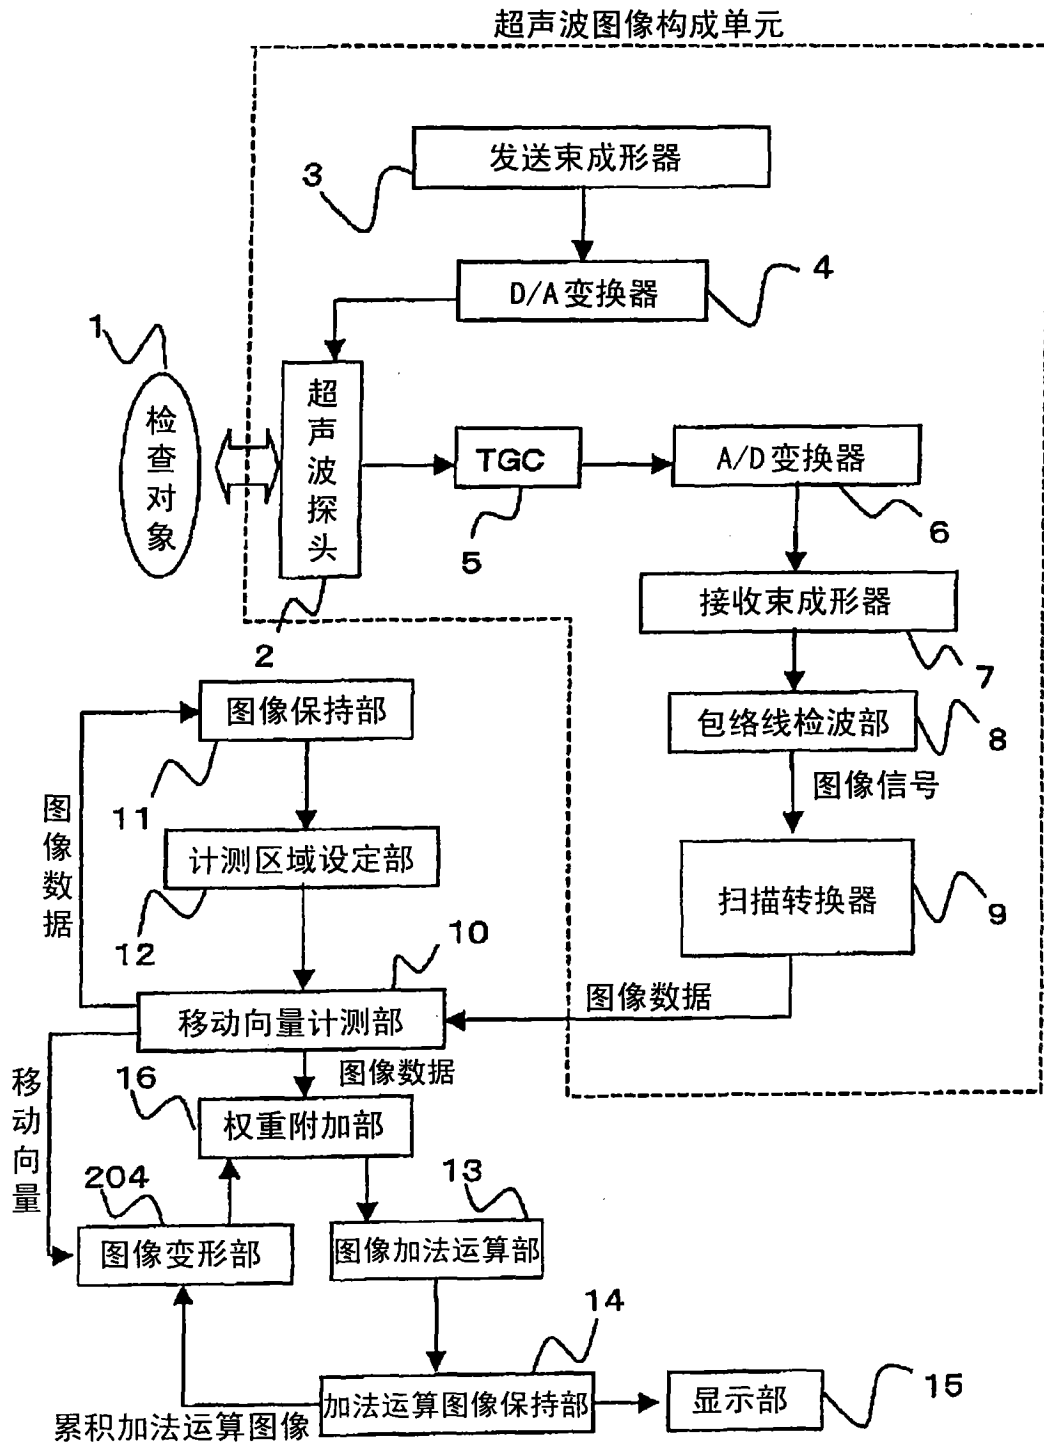 超声波图像构成单元
发送束成形器
3
D/A变换器
4
1
检查对象
超声波探头
2
TGC
5
A/D变换器
6
接收束成形器
7
包络线检波部
8
图像信号
扫描转换器
9
图像保持部
11
图像数据
计测区域设定部
12
10
移动向量计测部
图像数据
图像数据
移动向量
16
权重附加部
204
13
图像变形部
图像加法运算部
14
加法运算图像保持部
显示部
15
累积加法运算图像